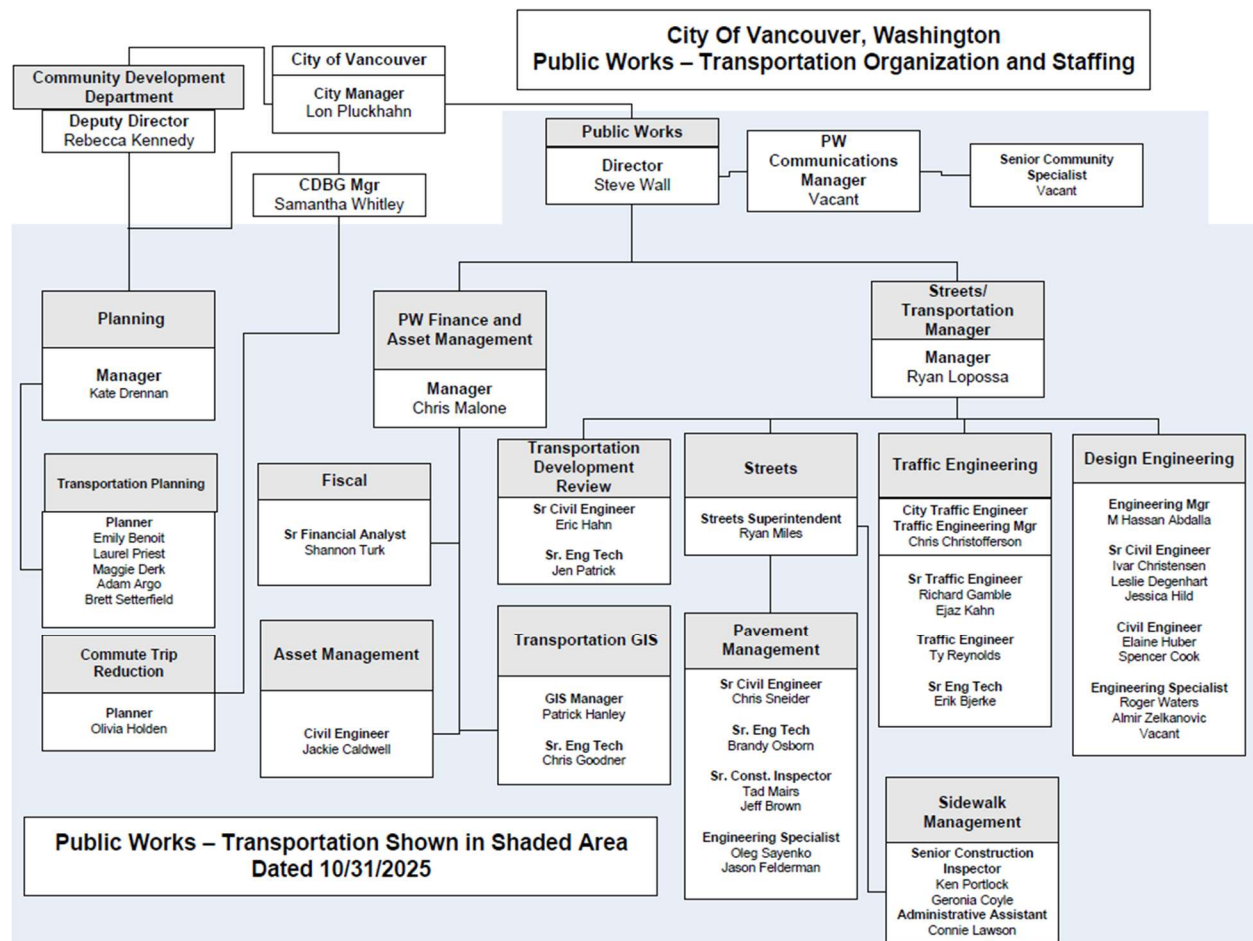 City Of Vancouver, Washington
Public Works – Transportation Organization and Staffing
City of Vancouver
City Manager
Lon Pluckhahn
Community Development
Department
Deputy Director
Rebecca Kennedy
CDBG Mgr
Samantha Whitley
Public Works
Director
Steve Wall
PW
Communications
Manager
Vacant
Senior Community
Specialist
Vacant
Planning
Manager
Kate Drennan
PW Finance and
Asset Management
Manager
Chris Malone
Streets/
Transportation
Manager
Manager
Ryan Lopossa
Transportation Planning
Planner
Emily Benoit
Laurel Priest
Maggie Derk
Adam Argo
Brett Setterfield
Commute Trip
Reduction
Planner
Olivia Holden
Fiscal
Sr Financial Analyst
Shannon Turk
Asset Management
Civil Engineer
Jackie Caldwell
Transportation
Development
Review
Sr Civil Engineer
Eric Hahn
Sr. Eng Tech
Jen Patrick
Transportation GIS
GIS Manager
Patrick Hanley
Sr. Eng Tech
Chris Goodner
Streets
Streets Superintendent
Ryan Miles
Pavement
Management
Sr Civil Engineer
Chris Sneider
Sr. Eng Tech
Brandy Osborn
Sr. Const. Inspector
Tad Mairs
Jeff Brown
Engineering Specialist
Oleg Sayenko
Jason Felderman
Traffic Engineering
City Traffic Engineer
Traffic Engineering Mgr
Chris Christofferson
Sr Traffic Engineer
Richard Gamble
Ejaz Kahn
Traffic Engineer
Ty Reynolds
Sr Eng Tech
Erik Bjerke
Design Engineering
Engineering Mgr
M Hassan Abdalla
Sr Civil Engineer
Ivar Christensen
Leslie Degenhart
Jessica Hild
Civil Engineer
Elaine Huber
Spencer Cook
Engineering Specialist
Roger Waters
Almir Zelkanovic
Vacant
Sidewalk
Management
Senior Construction
Inspector
Ken Portlock
Geronia Coyle
Administrative Assistant
Connie Lawson
Public Works – Transportation Shown in Shaded Area
Dated 10/31/2025